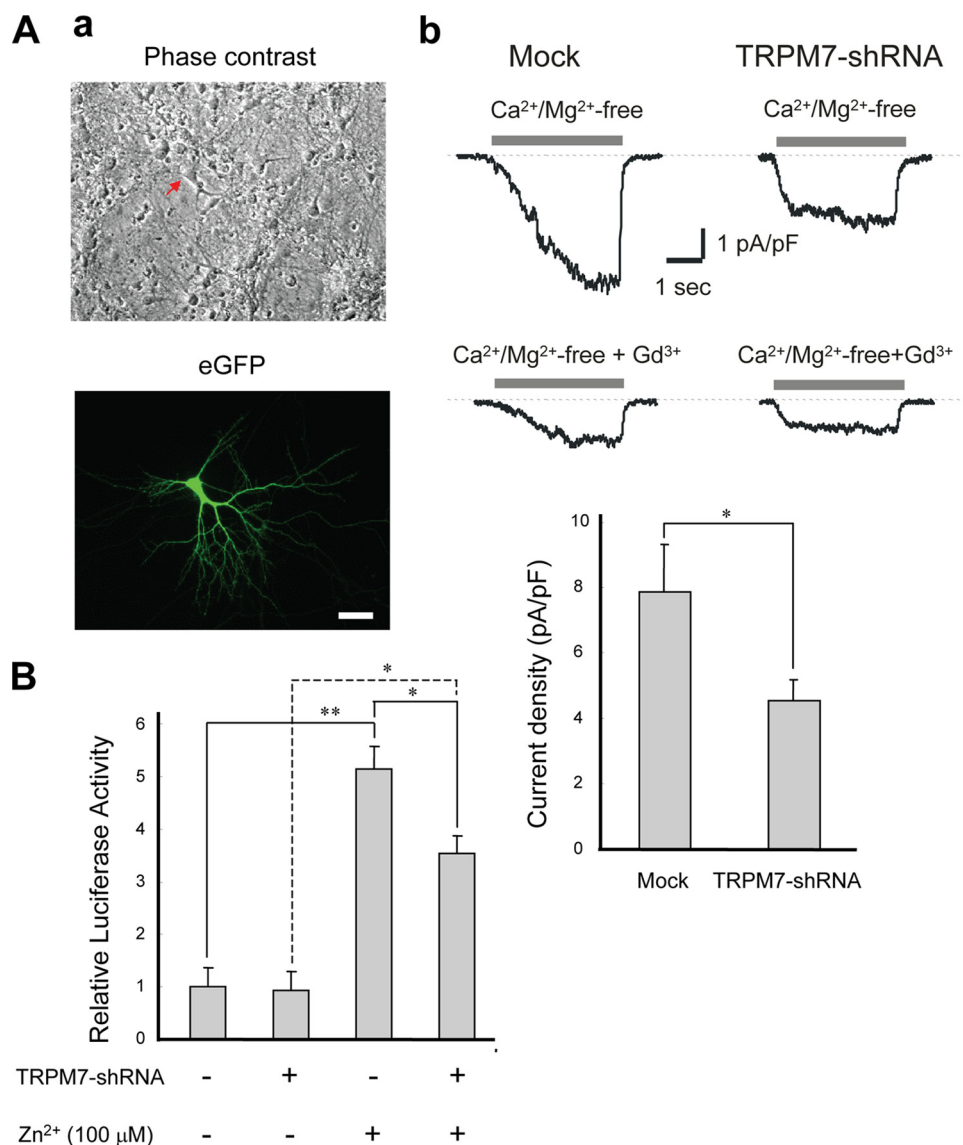 A
a
Phase contrast
eGFP
b
Mock
TRPM7-shRNA
Ca²⁺/Mg²⁺-free
Ca²⁺/Mg²⁺-free
1 pA/pF
1 sec
Ca²⁺/Mg²⁺-free + Gd³⁺
Ca²⁺/Mg²⁺-free+Gd³⁺
Current density (pA/pF)
10
8
6
4
2
0
*
Mock
TRPM7-shRNA
B
Relative Luciferase Activity
6
5
4
3
2
1
0
*
**
*
TRPM7-shRNA - + - +
Zn²⁺ (100 μM) - - + +